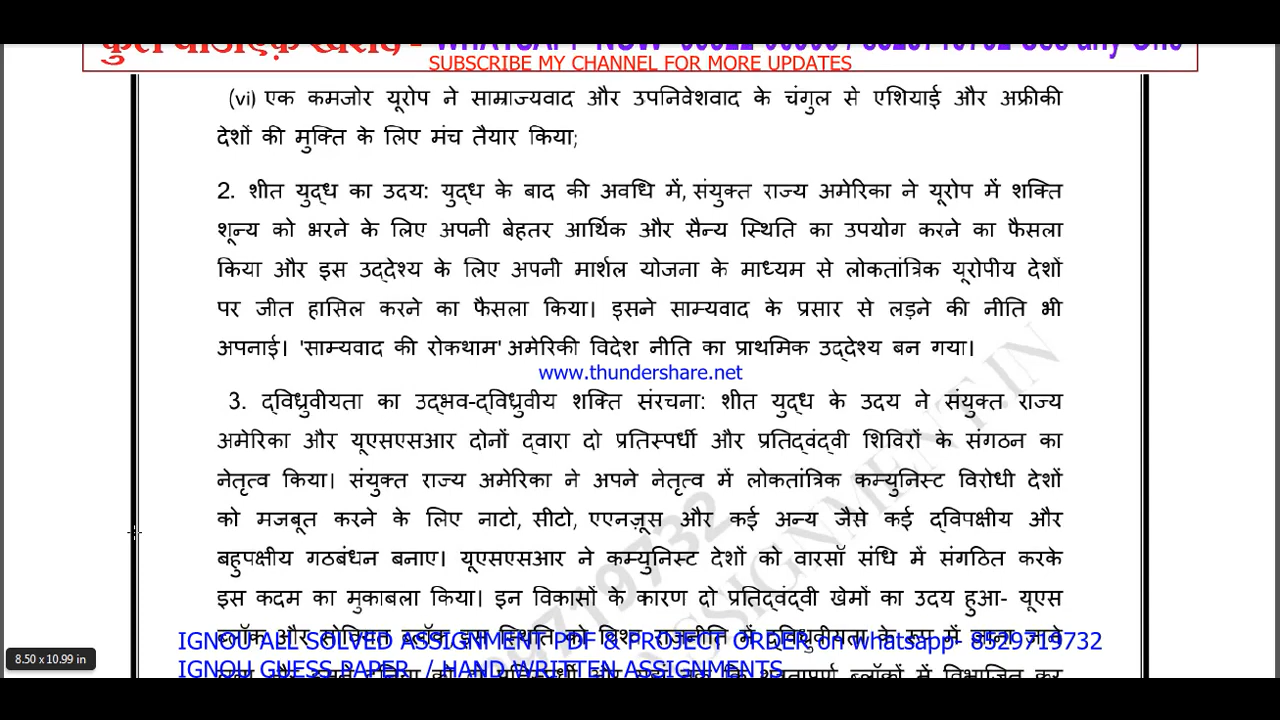 SUBSCRIBE MY CHANNEL FOR MORE UPDATES
(vi) एक कमजोर यूरोप ने साम्राज्यवाद और उपनिवेशवाद के चंगुल से एशियाई और अफ्रीकी
देशों की मुक्ति के लिए मंच तैयार किया;
2. शीत युद्ध का उदय: युद्ध के बाद की अवधि में, संयुक्त राज्य अमेरिका ने यूरोप में शक्ति
शून्य को भरने के लिए अपनी बेहतर आर्थिक और सैन्य स्थिति का उपयोग करने का फैसला
किया और इस उद्देश्य के लिए अपनी मार्शल योजना के माध्यम से लोकतांत्रिक यूरोपीय देशों
पर जीत हासिल करने का फैसला किया। इसने साम्यवाद के प्रसार से लड़ने की नीति भी
अपनाई। 'साम्यवाद की रोकथाम' अमेरिकी विदेश नीति का प्राथमिक उद्देश्य बन गया।
www.thundershare.net
3. द्विध्रुवीयता का उद्भव-द्विध्रुवीय शक्ति संरचना: शीत युद्ध के उदय ने संयुक्त राज्य
अमेरिका और यूएसएसआर दोनों द्वारा दो प्रतिस्पर्धी और प्रतिद्वंद्वी शिविरों के संगठन का
नेतृत्व किया। संयुक्त राज्य अमेरिका ने अपने नेतृत्व में लोकतांत्रिक कम्युनिस्ट विरोधी देशों
को मजबूत करने के लिए नाटो, सीटो, एएनज़ूस और कई अन्य जैसे कई द्विपक्षीय और
बहुपक्षीय गठबंधन बनाए। यूएसएसआर ने कम्युनिस्ट देशों को वारसॉ संधि में संगठित करके
इस कदम का मुकाबला किया। इन विकासों के कारण दो प्रतिद्वंद्वी खेमों का उदय हुआ- यूएस
IGNOU ALL SOLVED ASSIGNMENT PDF & PROJECT ORDER on whatsapp- 8529719732
IGNOU GUESS PAPER / HAND WRITTEN ASSIGNMENTS
8.50 x 10.99 in